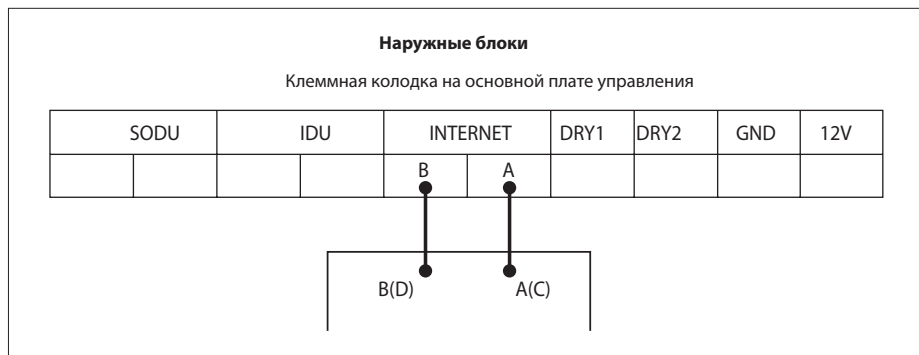 Наружные блоки
Клеммная колодка на основной плате управления
SODU IDU INTERNET DRY1 DRY2 GND 12V
B A
B(D) A(C)